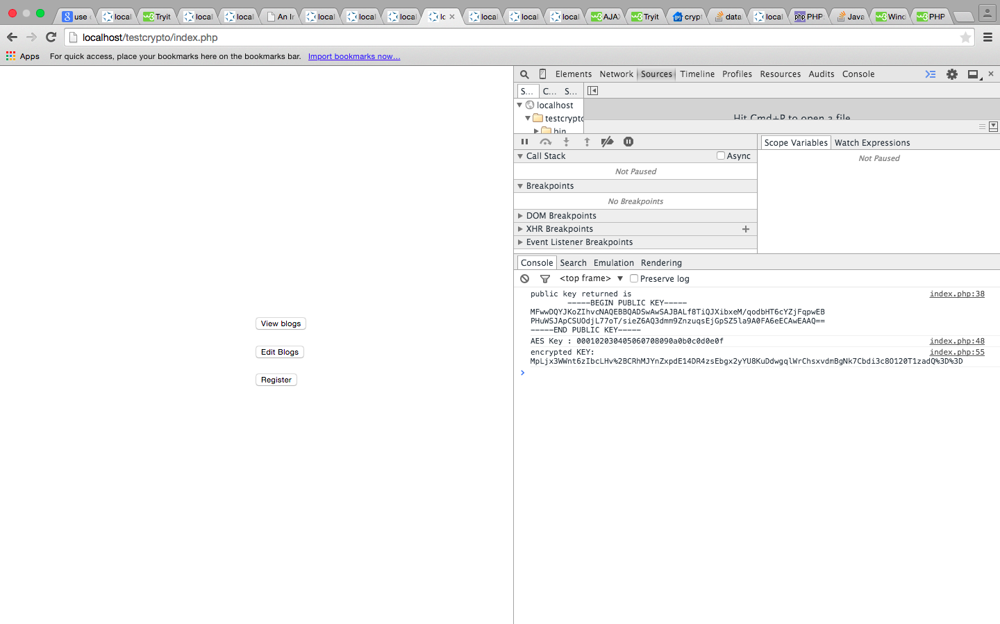 use
local
Tryit
local
local
An Ir
local
local
local
lo
local
local
local
AJAX
Tryit
crypt
data
local
php PHP
Java
Wind
PHP
localhost/testcrypto/index.php
Apps For quick access, place your bookmarks here on the bookmarks bar. Import bookmarks now...
Elements Network Sources Timeline Profiles Resources Audits Console
S... C... S...
localhost
testcrypto
bin
Hit Cmd+P to open a file
Scope Variables Watch Expressions
Call Stack Async
Not Paused
Not Paused
Breakpoints
No Breakpoints
DOM Breakpoints
XHR Breakpoints
Event Listener Breakpoints
Console Search Emulation Rendering
<top frame> Preserve log
public key returned is index.php:38
-----BEGIN PUBLIC KEY-----
MFwwDQYJKoZIhvcNAQEBBQADSwAwSAJBALf8TiQJXibxeM/qodbHT6cYZjFqpwEB
PHuWSJApCSUOdjL77oT/sieZ6AQ3dmm9ZnzuqsEjGpSZ5la9A0FA6eECAwEAAQ==
-----END PUBLIC KEY-----
AES Key : 000102030405060708090a0b0c0d0e0f index.php:48
encrypted KEY: index.php:55
MpLjx3WWnt6zIbcLHv%2BCRhMJYnZxpdE14DR4zsEbgx2yYU8KuDdwgqlWrChsxvdmBgNk7Cbdi3c8O120T1zadQ%3D%3D
View blogs
Edit Blogs
Register